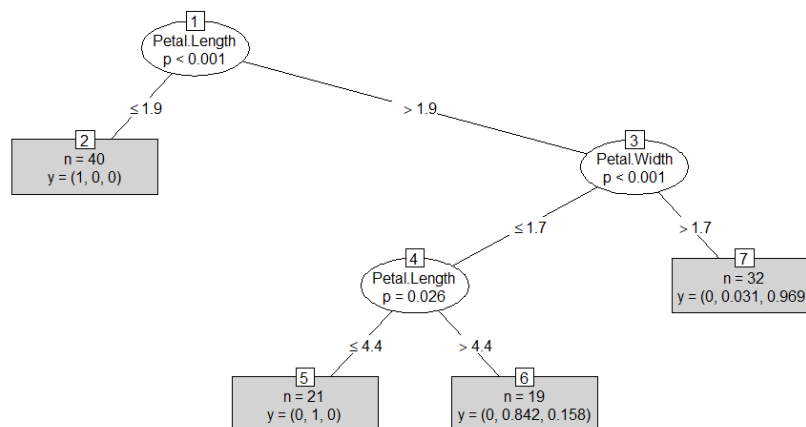 1
Petal.Length
p < 0.001
≤ 1.9
> 1.9
2
n = 40
y = (1, 0, 0)
3
Petal.Width
p < 0.001
≤ 1.7
> 1.7
4
Petal.Length
p = 0.026
7
n = 32
y = (0, 0.031, 0.969
≤ 4.4
> 4.4
5
n = 21
y = (0, 1, 0)
6
n = 19
y = (0, 0.842, 0.158)